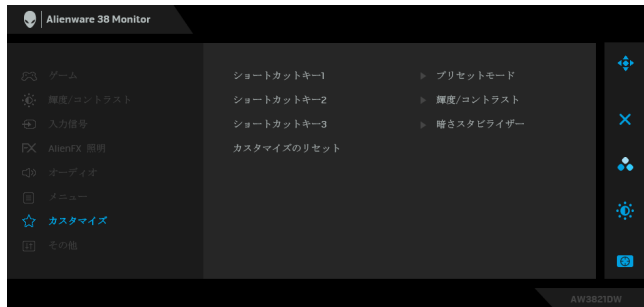 Alienware 38 Monitor
ゲーム
輝度/コントラスト
入力信号
AlienFX 照明
オーディオ
メニュー
カスタマイズ
その他
ショートカットキー1 プリセットモード
ショートカットキー2 輝度/コントラスト
ショートカットキー3 暗さスタビライザー
カスタマイズのリセット
AW3821DW